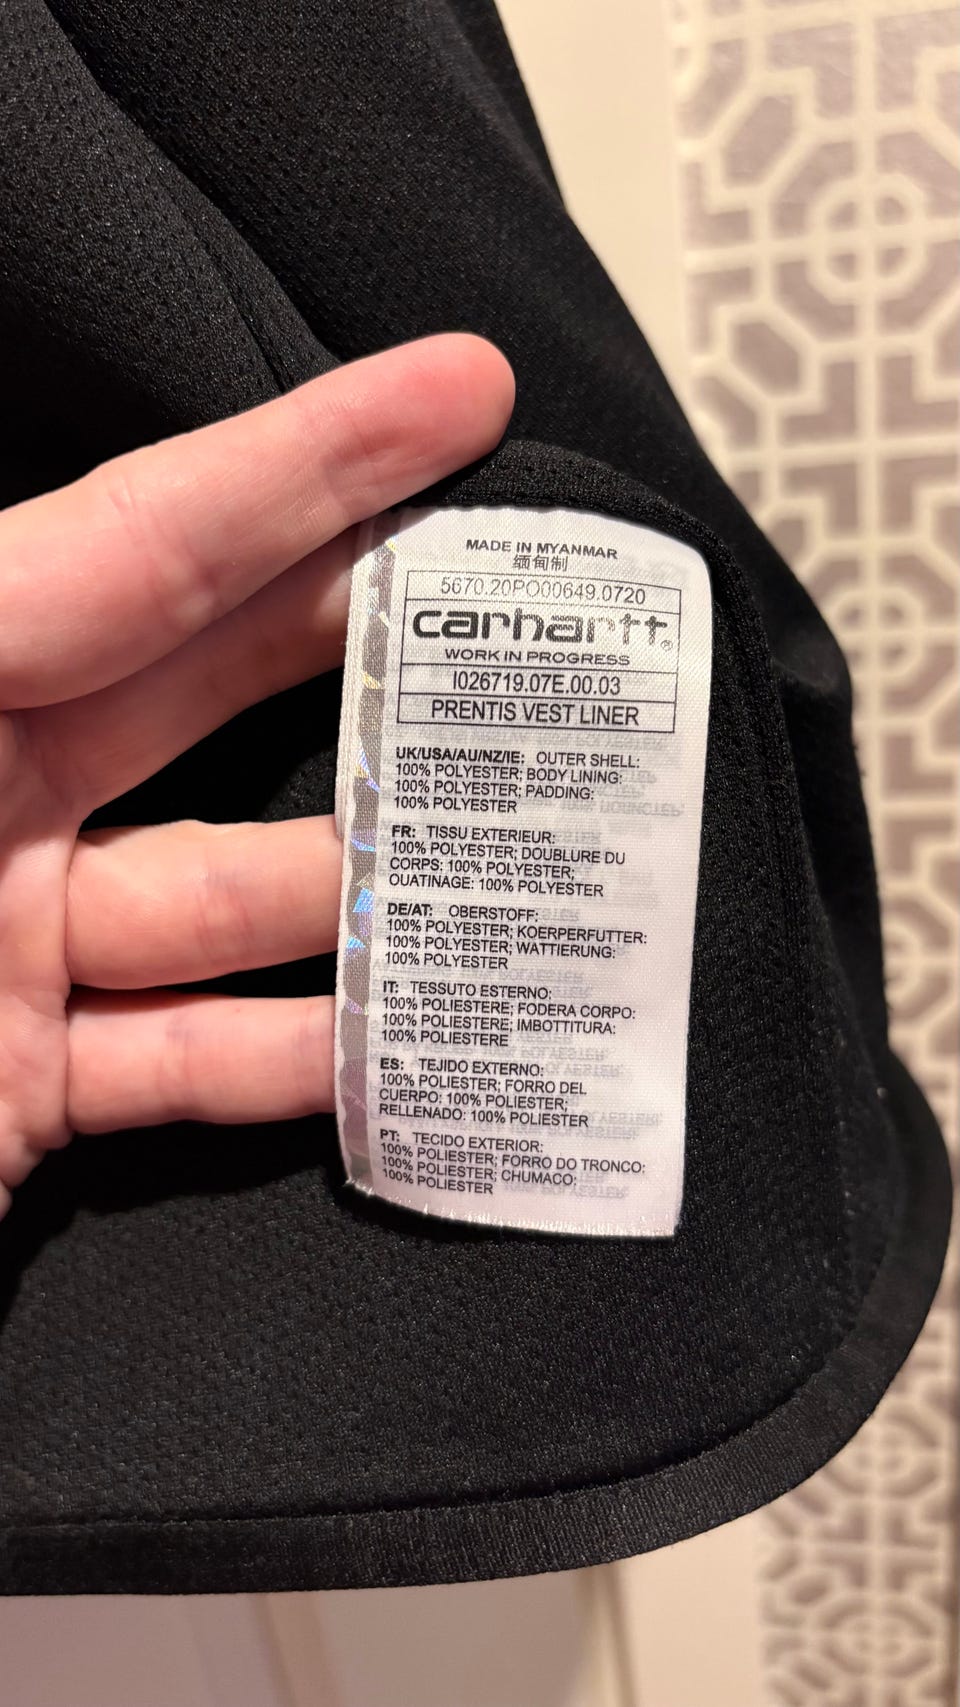 MADE IN MYANMAR
缅甸制
5670.20PO00649.0720
carhartt®
WORK IN PROGRESS
I026719.07E.00.03
PRENTIS VEST LINER
UK/USA/AU/NZ/IE: OUTER SHELL:
100% POLYESTER; BODY LINING:
100% POLYESTER; PADDING:
100% POLYESTER
FR: TISSU EXTERIEUR:
100% POLYESTER; DOUBLURE DU
CORPS: 100% POLYESTER;
OUATINAGE: 100% POLYESTER
DE/AT: OBERSTOFF:
100% POLYESTER; KOERPERFUTTER:
100% POLYESTER; WATTIERUNG:
100% POLYESTER
IT: TESSUTO ESTERNO:
100% POLIESTERE; FODERA CORPO:
100% POLIESTERE; IMBOTTITURA:
100% POLIESTERE
ES: TEJIDO EXTERNO:
100% POLIESTER; FORRO DEL
CUERPO: 100% POLIESTER;
RELLENADO: 100% POLIESTER
PT: TECIDO EXTERIOR:
100% POLIESTER; FORRO DO TRONCO:
100% POLIESTER; CHUMACO;
100% POLIESTER